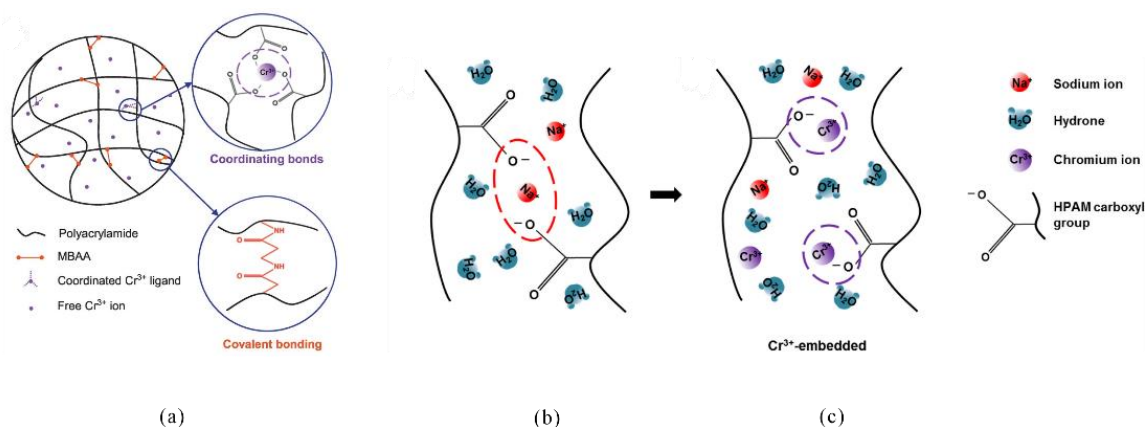 Cr³⁺
Coordinating bonds
Polyacrylamide
MBAA
Coordinated Cr³⁺ ligand
Free Cr³⁺ ion
NH
O
O
NH
Covalent bonding
O
O
O
O
O
O
H₂O
H₂O
Na⁺
O
O⁻
H₂O
Na⁺
⁻O
H₂O
H₂O
H₂O
O
H₂O
H₂O
Na⁺
H₂O
O⁻
Cr³⁺
O
H₂O
Na⁺
H₂O
H₂O
Cr³⁺
Cr³⁺
⁻O
H₂O
O
H₂O
Cr³⁺-embedded
Na⁺
Sodium ion
H₂O
Hydrone
Cr³⁺
Chromium ion
⁻O
HPAM carboxyl
group
O
(a)
(b)
(c)